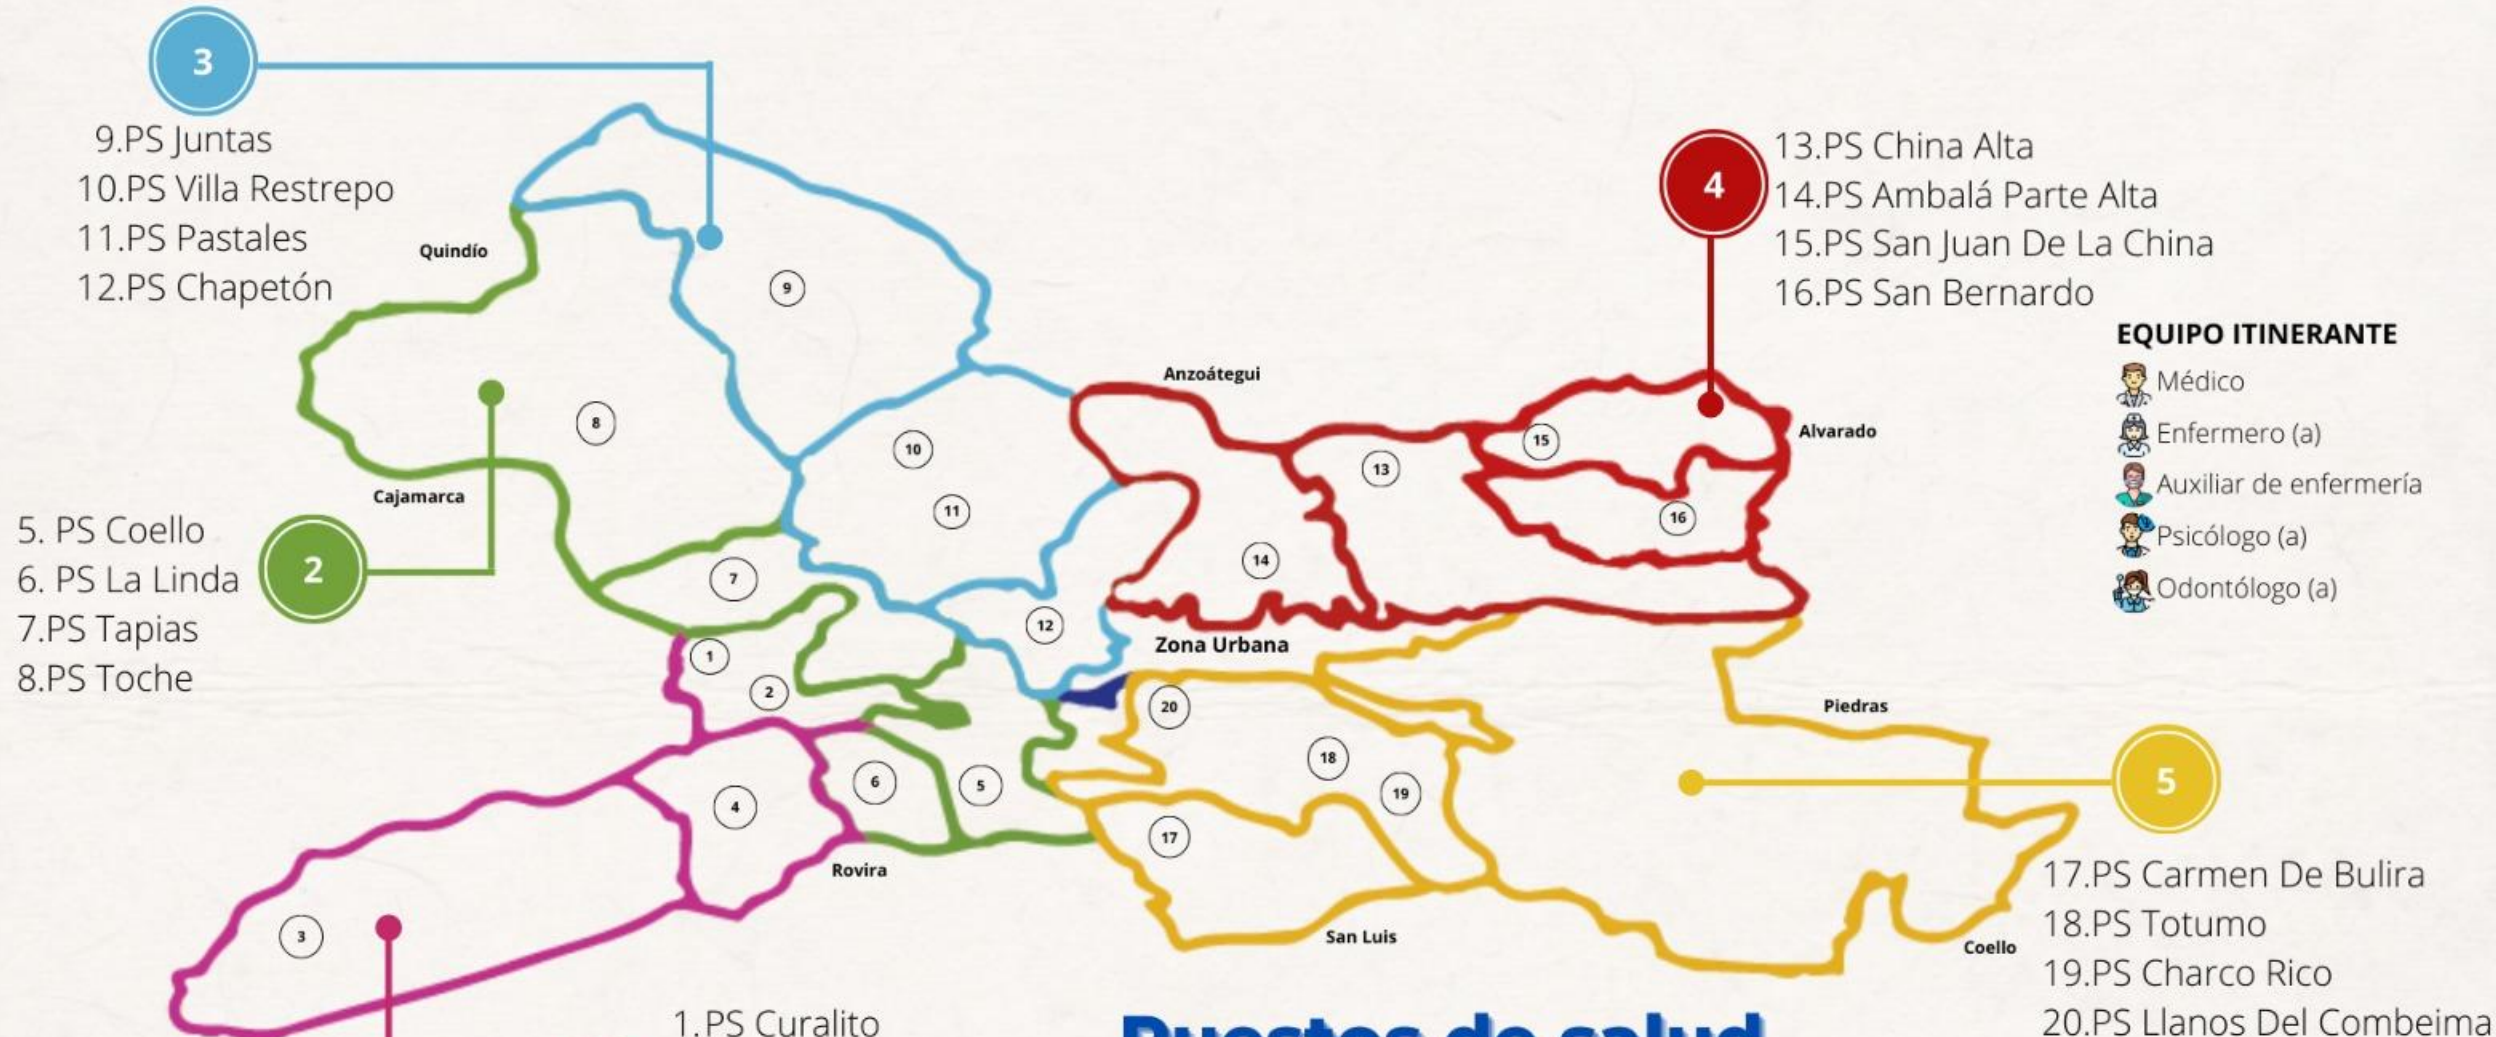 3
9.PS Juntas
10.PS Villa Restrepo
11.PS Pastales
12.PS Chapetón
4
13.PS China Alta
14.PS Ambalá Parte Alta
15.PS San Juan De La China
16.PS San Bernardo
EQUIPO ITINERANTE
Médico
Enfermero (a)
Auxiliar de enfermería
Psicólogo (a)
Odontólogo (a)
Quindío
9
Anzoátegui
8
10
15
Alvarado
13
Cajamarca
11
16
5. PS Coello
6. PS La Linda
7.PS Tapias
8.PS Toche
2
7
14
12
Zona Urbana
1
2
20
Piedras
18
6
5
19
4
17
5
Rovira
3
San Luis
Coello
17.PS Carmen De Bulira
18.PS Totumo
19.PS Charco Rico
20.PS Llanos Del Combeima
1.PS Curalito
Puestos de salud